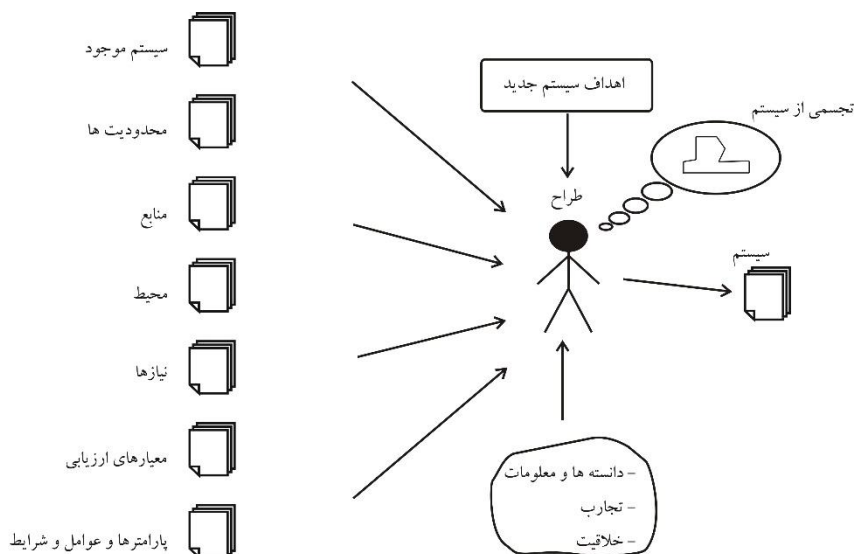 سیستم موجود
محدودیت ها
منابع
محیط
نیازها
معیارهای ارزیابی
پارامترها و عوامل و شرایط
اهداف سیستم جدید
تجسمی از سیستم
طراح
سیستم
- دانسته ها و معلومات
- تجارب
- خلاقیت